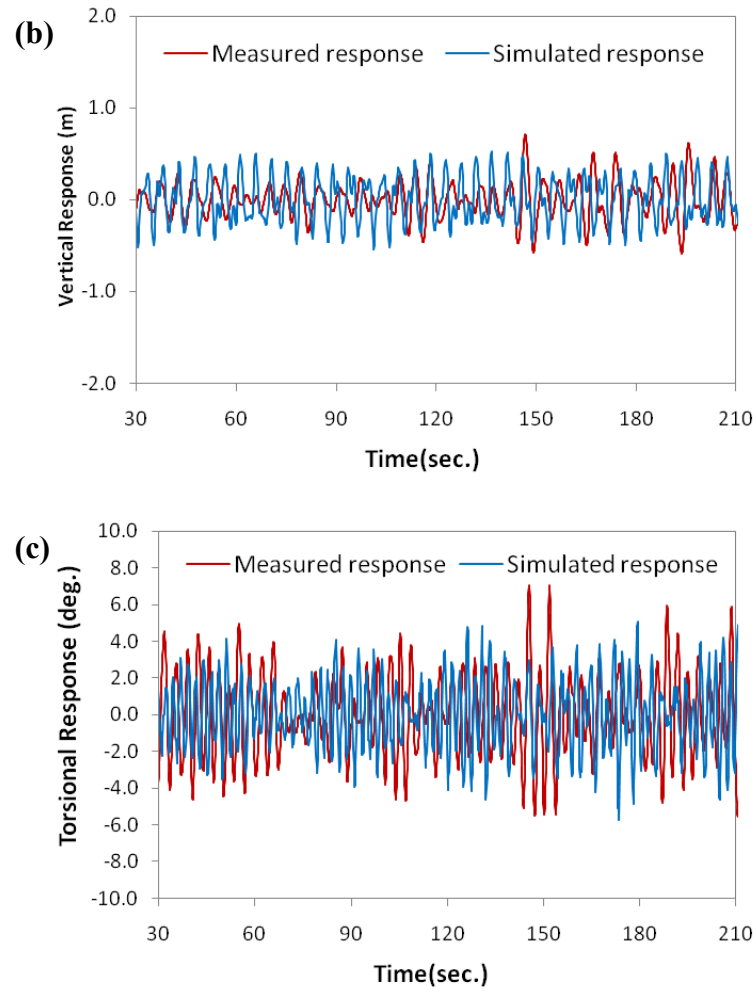 (b)
2.0
Measured response Simulated response
1.0
0.0
-1.0
-2.0
Vertical Response (m)
30 60 90 120 150 180 210
Time(sec.)
(c)
10.0
Measured response Simulated response
8.0
6.0
4.0
2.0
0.0
-2.0
-4.0
-6.0
-8.0
-10.0
Torsional Response (deg.)
30 60 90 120 150 180 210
Time(sec.)